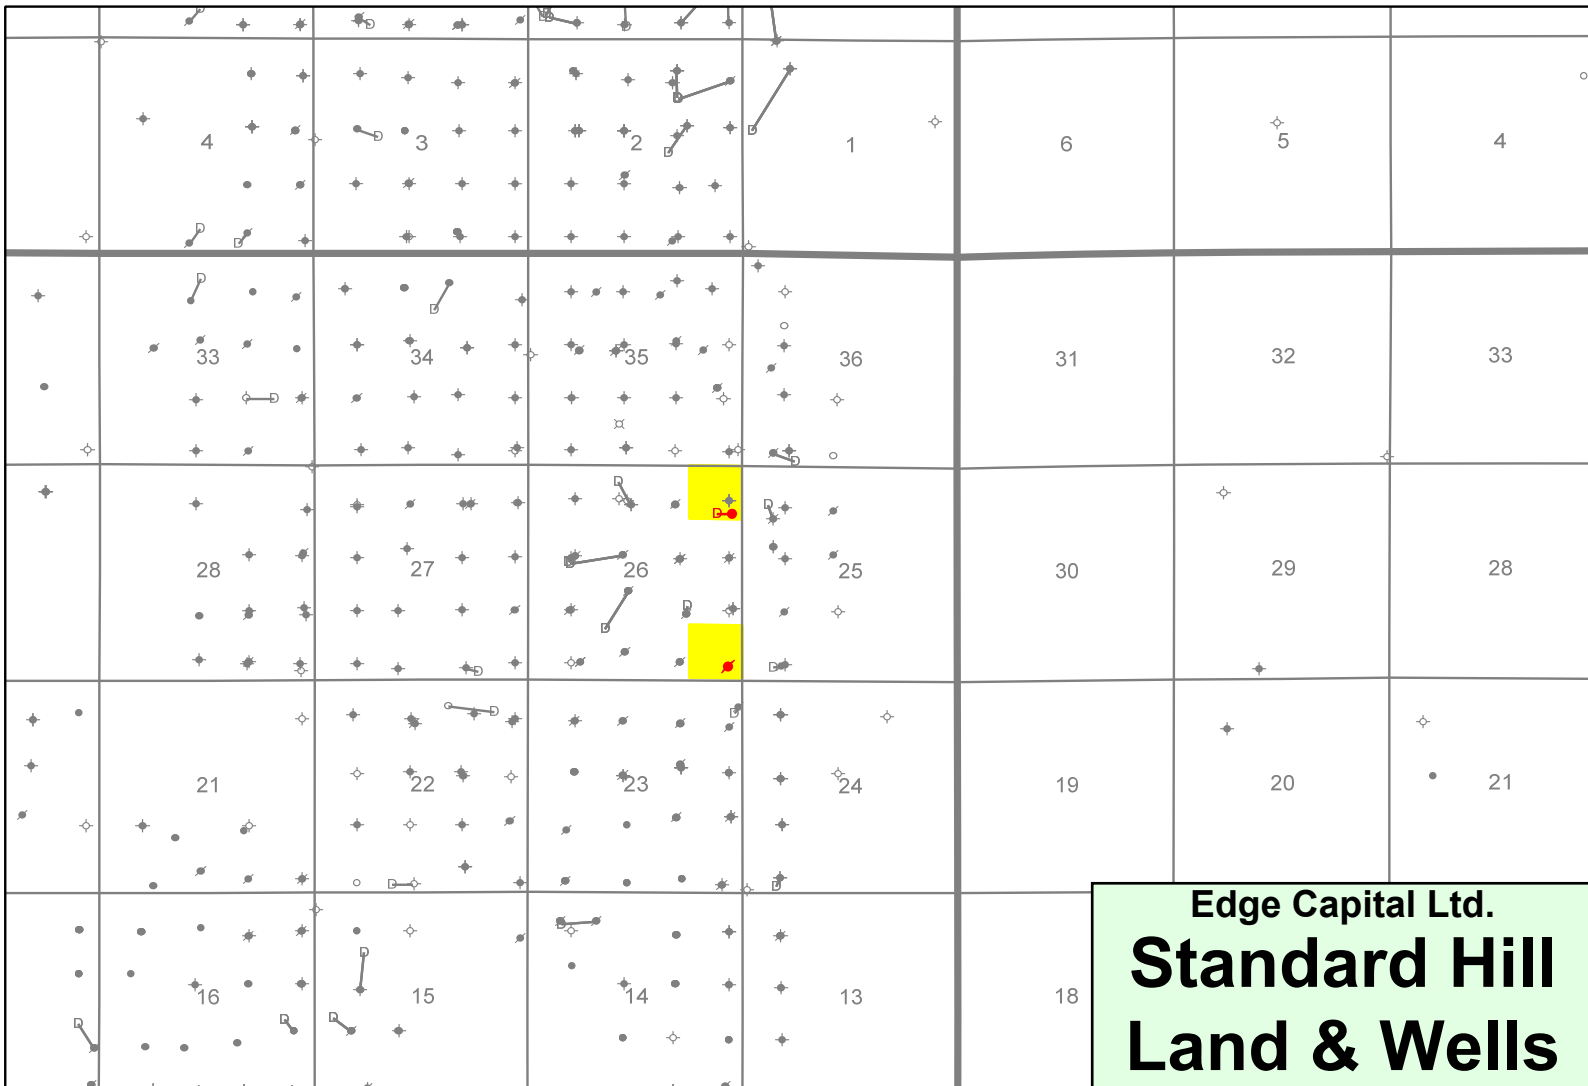 4 3 2 1 6 5 4
33 34 35 36 31 32 33
28 27 26 25 30 29 28
21 22 23 24 19 20 21
16 15 14 13 18
Edge Capital Ltd.
Standard Hill
Land & Wells